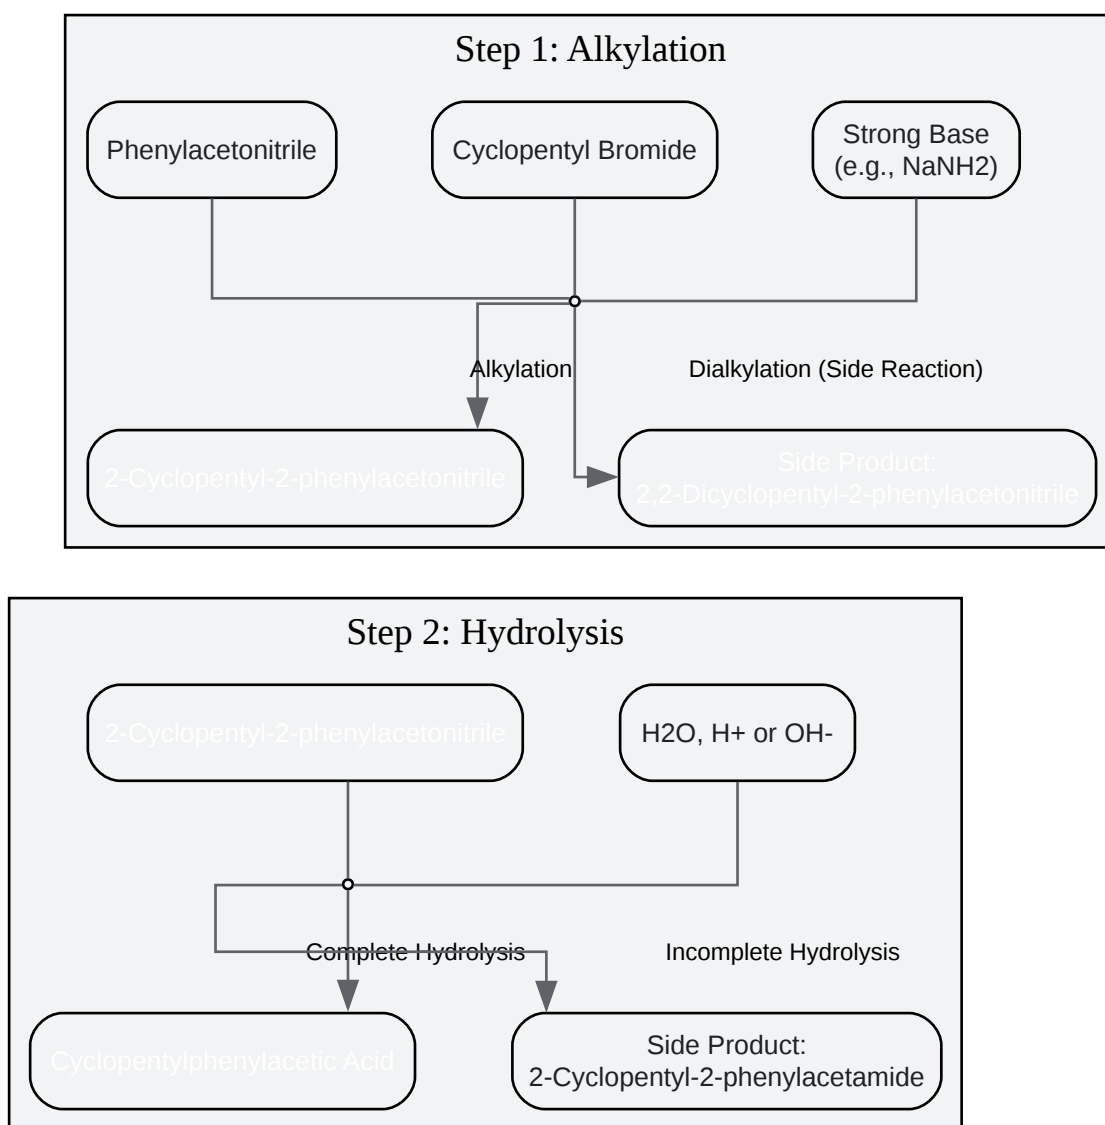 Step 1: Alkylation
Phenylacetonitrile
Cyclopentyl Bromide
Strong Base
(e.g., NaNH2)
Alkylation
Dialkylation (Side Reaction)
2-Cyclopentyl-2-phenylacetonitrile
Side Product:
2,2-Dicyclopentyl-2-phenylacetonitrile
Step 2: Hydrolysis
2-Cyclopentyl-2-phenylacetonitrile
H2O, H+ or OH-
Complete Hydrolysis
Incomplete Hydrolysis
Cyclopentylphenylacetic Acid
Side Product:
2-Cyclopentyl-2-phenylacetamide